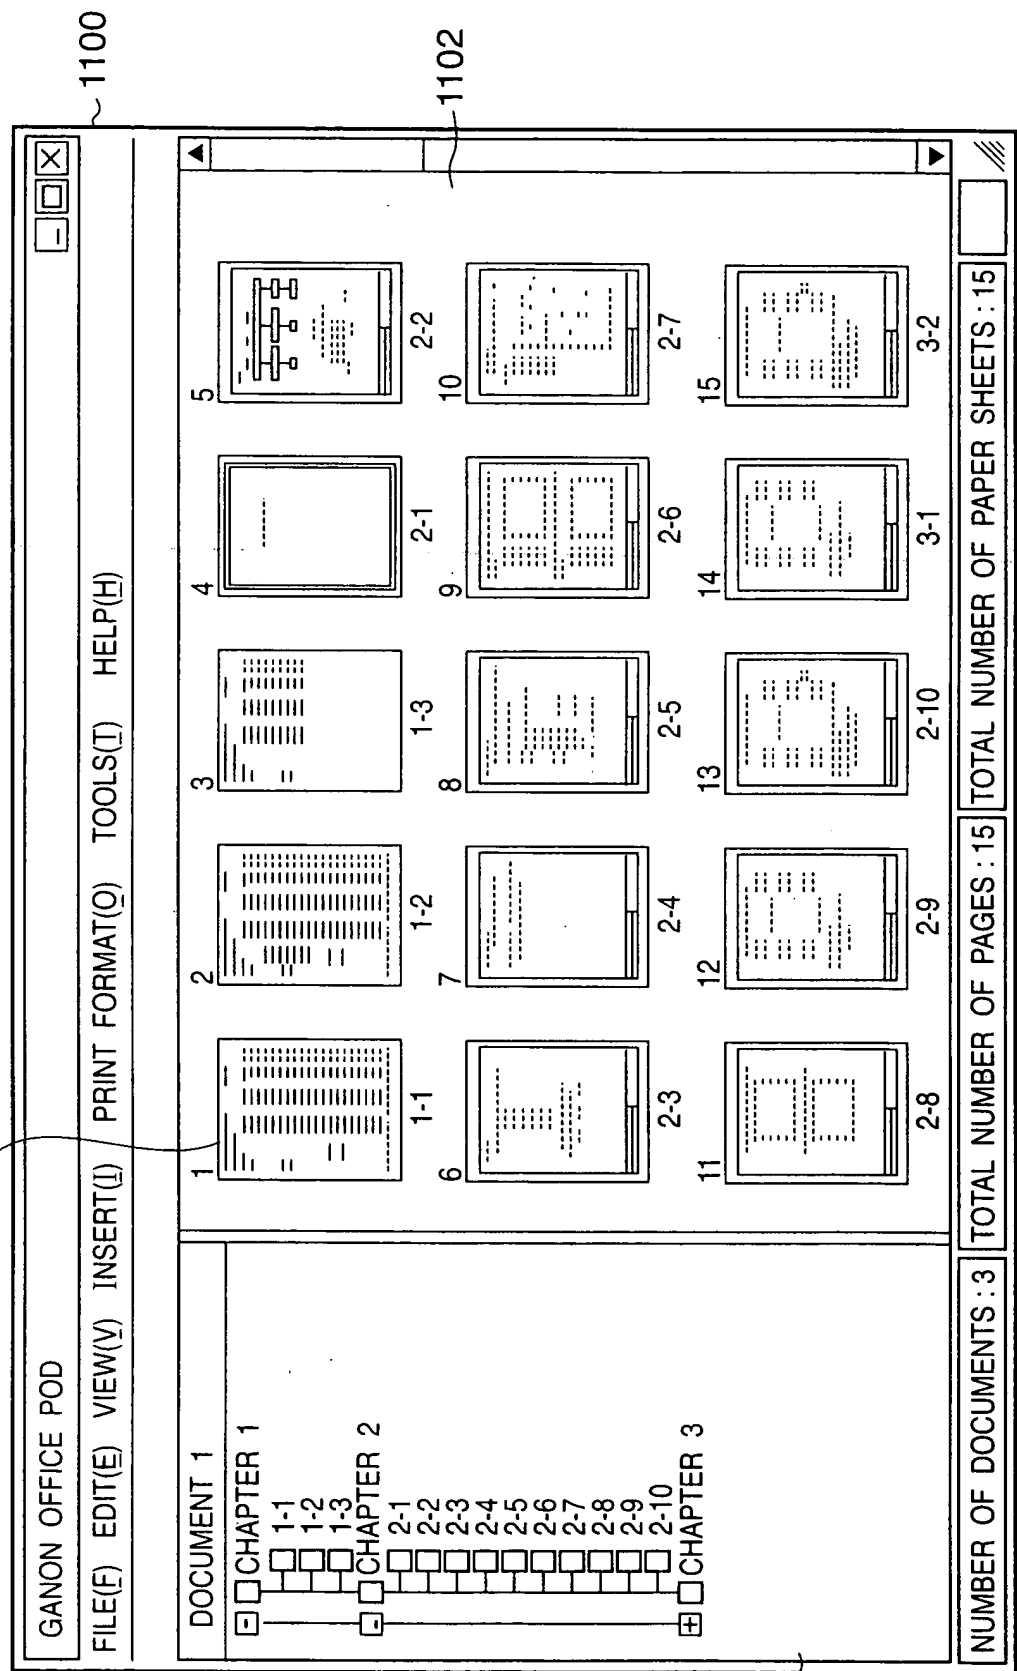 1100
GANON OFFICE POD
FILE(F) EDIT(E) VIEW(V) INSERT(I) PRINT FORMAT(O) TOOLS(T) HELP(H)
DOCUMENT 1
CHAPTER 1
1-1
1-2
1-3
CHAPTER 2
2-1
2-2
2-3
2-4
2-5
2-6
2-7
2-8
2-9
2-10
CHAPTER 3
1102
1 2 3 4 5
1-1 1-2 1-3 2-1 2-2
6 7 8 9 10
2-3 2-4 2-5 2-6 2-7
11 12 13 14 15
2-8 2-9 2-10 3-1 3-2
NUMBER OF DOCUMENTS : 3 TOTAL NUMBER OF PAGES : 15 TOTAL NUMBER OF PAPER SHEETS : 15